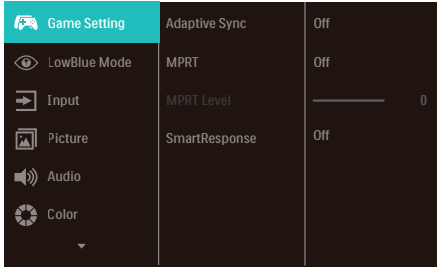 Game Setting Adaptive Sync Off
LowBlue Mode MPRT Off
Input MPRT Level 0
Picture SmartResponse Off
Audio
Color